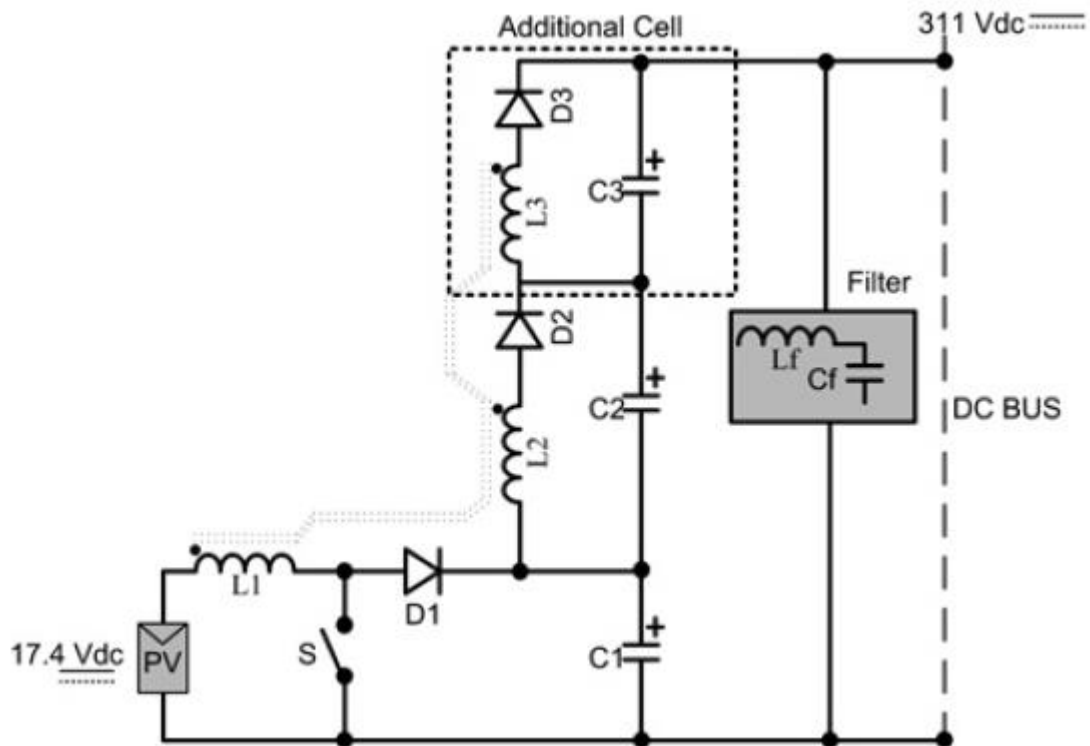 Additional Cell
311 Vdc
D3
C3
L3
Filter
D2
Lf
Cf
C2
DC BUS
L2
L1
D1
17.4 Vdc
PV
S
C1